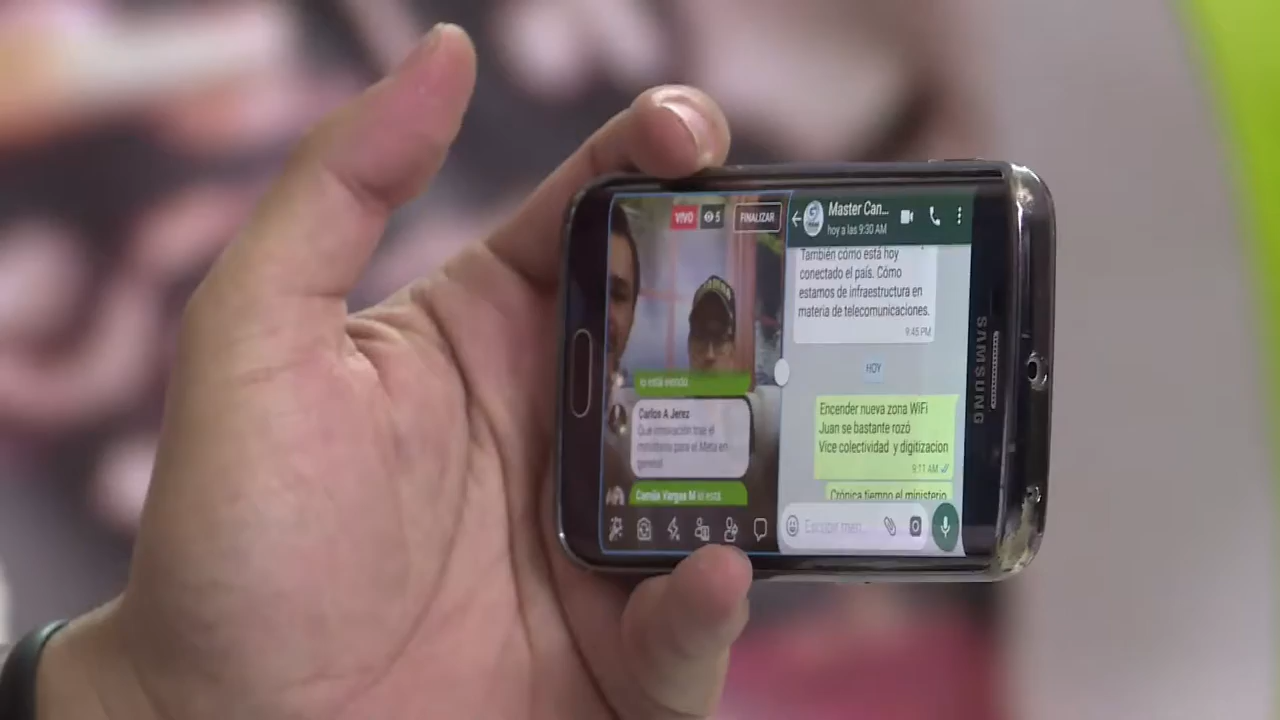 VIVO
5
FINALIZAR
lo está viendo
Carlos A Jerez
Que innovación trae el
ministerio para el Meta en
general
Camila Vargas M lo está
Master Can...
hoy a las 9:30 AM
También cómo está hoy
conectado el país. Cómo
estamos de infraestructura en
materia de telecomunicaciones.
9:45 PM
HOY
Encender nueva zona WiFi
Juan se bastante rozó
Vice colectividad y digitizacion
9:11 AM
Crónica tiempo el ministerio
Escribir men...
SAMSUNG